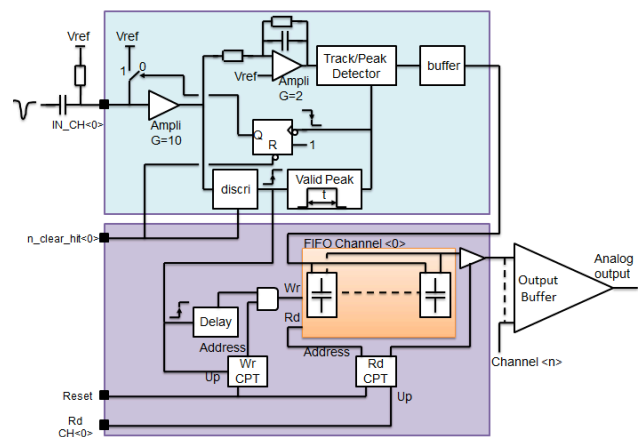 Vref
Vref
1
0
IN_CH<0>
Ampli
G=10
Vref
Ampli
G=2
Track/Peak
Detector
buffer
Q
R
1
discri
Valid Peak
t
n_clear_hit<0>
FIFO Channel <0>
Wr
Rd
Delay
Address
Address
Up
Wr
CPT
Rd
CPT
Up
Reset
Rd
CH<0>
Output
Buffer
Analog
output
Channel <n>